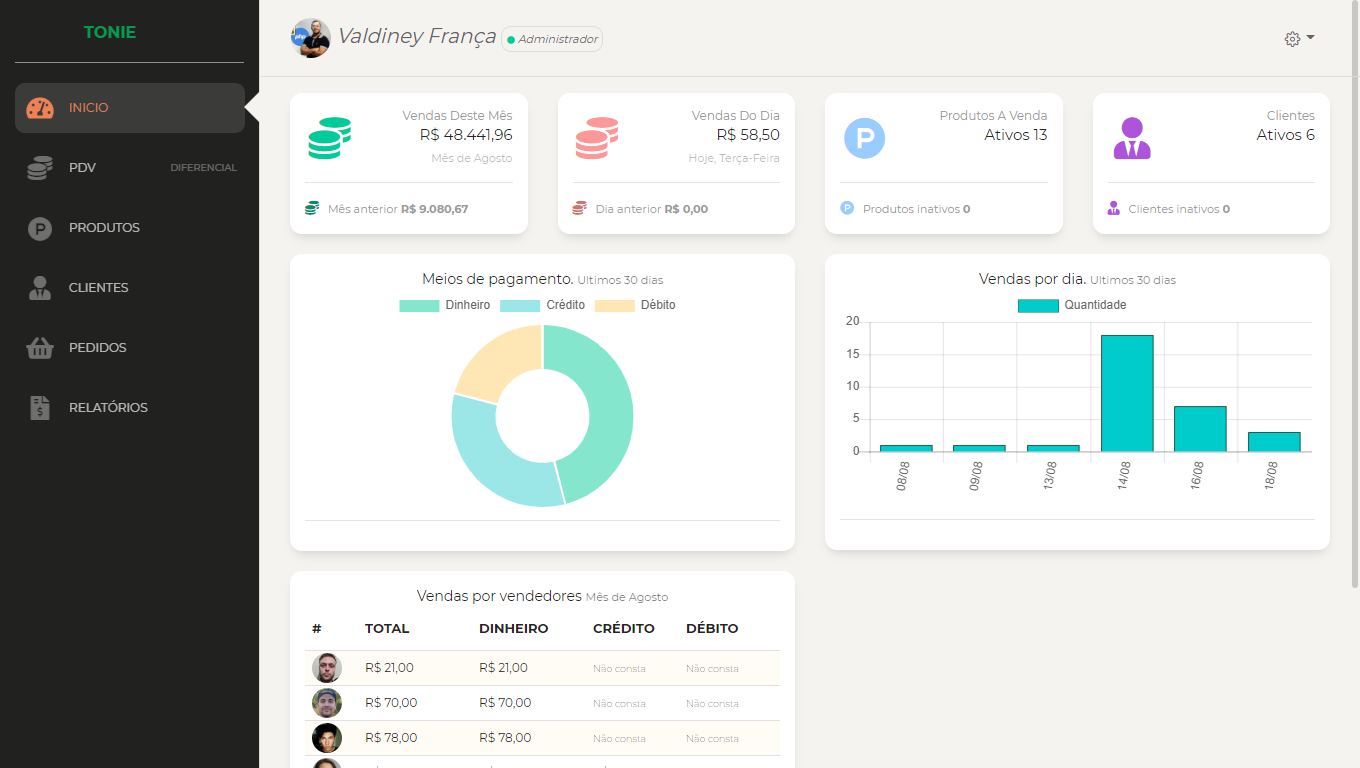 TONIE
INICIO
PDV DIFERENCIAL
PRODUTOS
CLIENTES
PEDIDOS
RELATÓRIOS
Valdiney França Administrador
Vendas Deste Mês
R$ 48.441,96
Mês de Agosto
Mês anterior R$ 9.080,67
Vendas Do Dia
R$ 58,50
Hoje, Terça-Feira
Dia anterior R$ 0,00
P
Produtos A Venda
Ativos 13
P Produtos inativos 0
Clientes
Ativos 6
Clientes inativos 0
Meios de pagamento. Ultimos 30 dias
Dinheiro Crédito Débito
Vendas por dia. Ultimos 30 dias
Quantidade
20
15
10
5
0
08/08 09/08 13/08 14/08 16/08 18/08
Vendas por vendedores Mês de Agosto
# TOTAL DINHEIRO CRÉDITO DÉBITO
R$ 21,00 R$ 21,00 Não consta Não consta
R$ 70,00 R$ 70,00 Não consta Não consta
R$ 78,00 R$ 78,00 Não consta Não consta